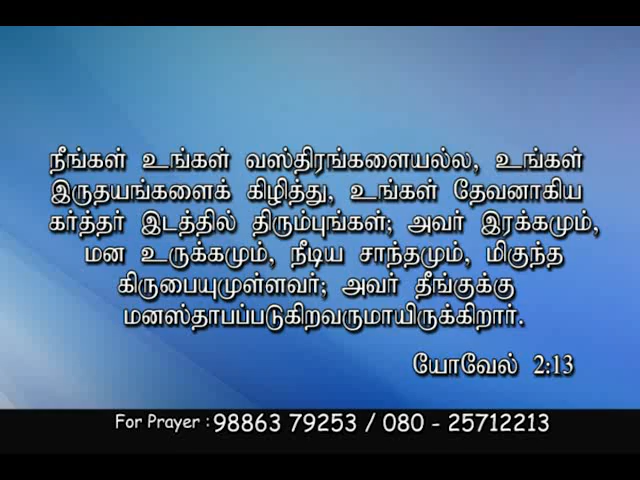 நீங்கள் உங்கள் வஸ்திரங்களையல்ல, உங்கள்
இருதயங்களைக் கிழித்து, உங்கள் தேவனாகிய
கர்த்தர் இடத்தில் திரும்புங்கள்; அவர் இரக்கமும்,
மன உருக்கமும், நீடிய சாந்தமும், மிகுந்த
கிருபையுமுள்ளவர்; அவர் தீங்குக்கு
மனஸ்தாபப்படுகிறவருமாயிருக்கிறார்.
யோவேல் 2:13
For Prayer : 98863 79253 / 080 - 25712213